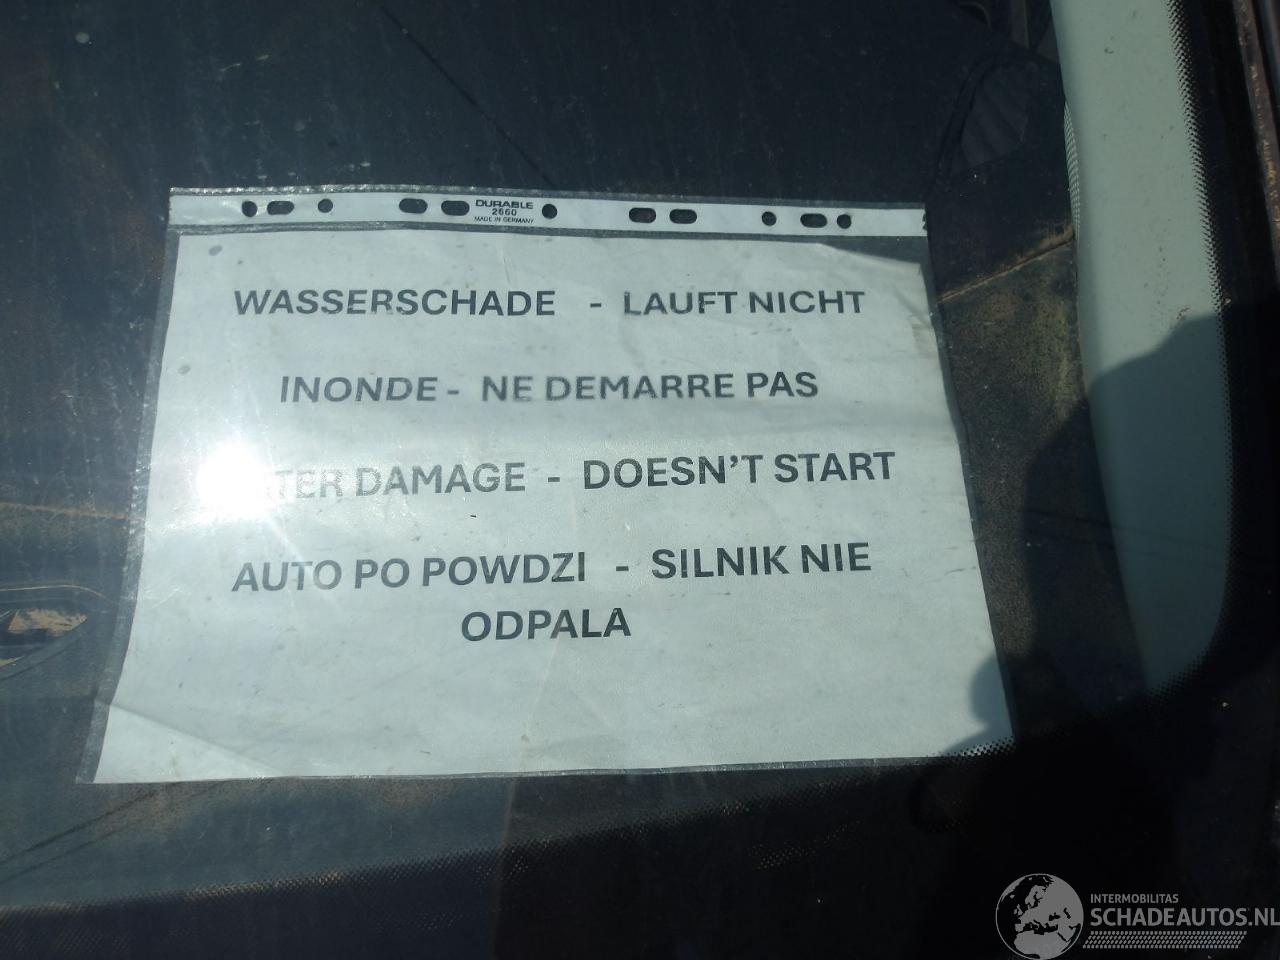 DURABLE
2660
MADE IN GERMANY
WASSERSCHADE - LAUFT NICHT
INONDE - NE DEMARRE PAS
DAMAGE - DOESN'T START
AUTO PO POWDZI - SILNIK NIE
ODPALA
INTERMOBILITAS
SCHADEAUTOS.NL